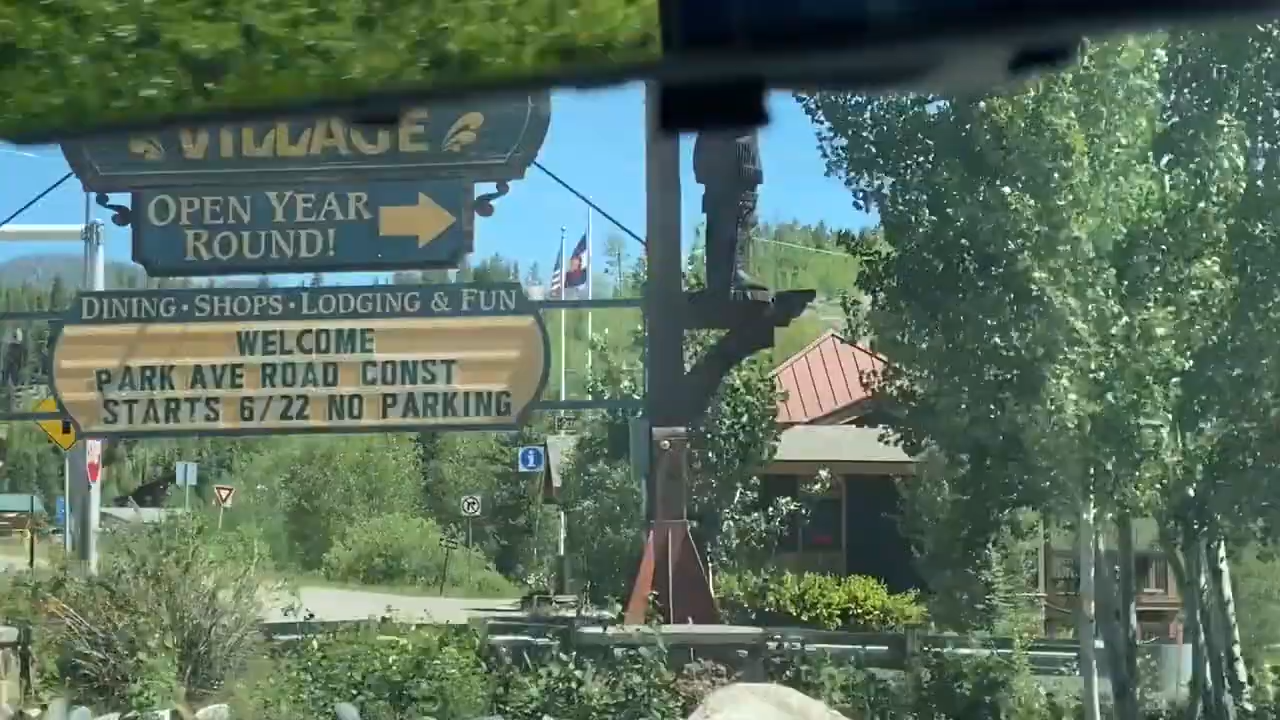 VILLAGE
OPEN YEAR
ROUND!
DINING · SHOPS · LODGING & FUN
WELCOME
PARK AVE ROAD CONST
STARTS 6/22 NO PARKING
i